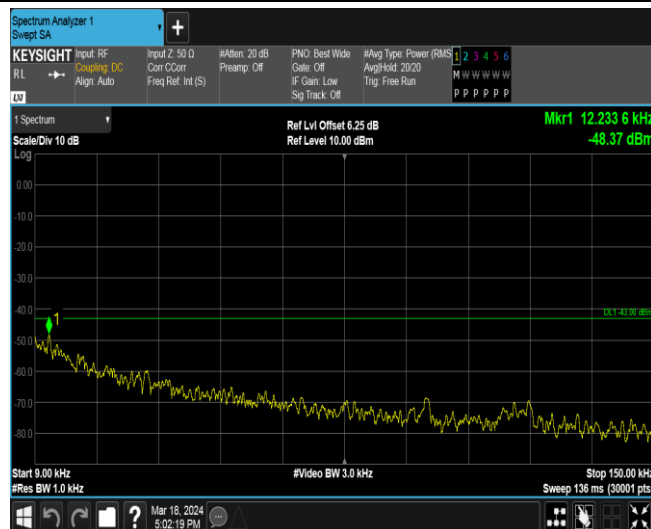 Spectrum Analyzer 1
Swept SA
+
KEYSIGHT
RL
LXI
Input: RF
Coupling: DC
Align: Auto
Input Z: 50 Ω
Corr CCorr
Freq Ref: Int (S)
#Atten: 20 dB
Preamp: Off
PNO: Best Wide
Gate: Off
IF Gain: Low
Sig Track: Off
#Avg Type: Power (RMS
Avg|Hold: 20/20
Trig: Free Run
1 2 3 4 5 6
M W W W W W
P P P P P P
1 Spectrum
Scale/Div 10 dB
Log
Ref Lvl Offset 6.25 dB
Ref Level 10.00 dBm
Mkr1 12.233 6 kHz
-48.37 dBm
0.00
-10.0
-20.0
-30.0
-40.0
DL1 -43.00 dBm
1
-50.0
-60.0
-70.0
-80.0
Start 9.00 kHz
#Video BW 3.0 kHz
Stop 150.00 kHz
#Res BW 1.0 kHz
Sweep 136 ms (30001 pts
?
Mar 18, 2024
5:02:19 PM